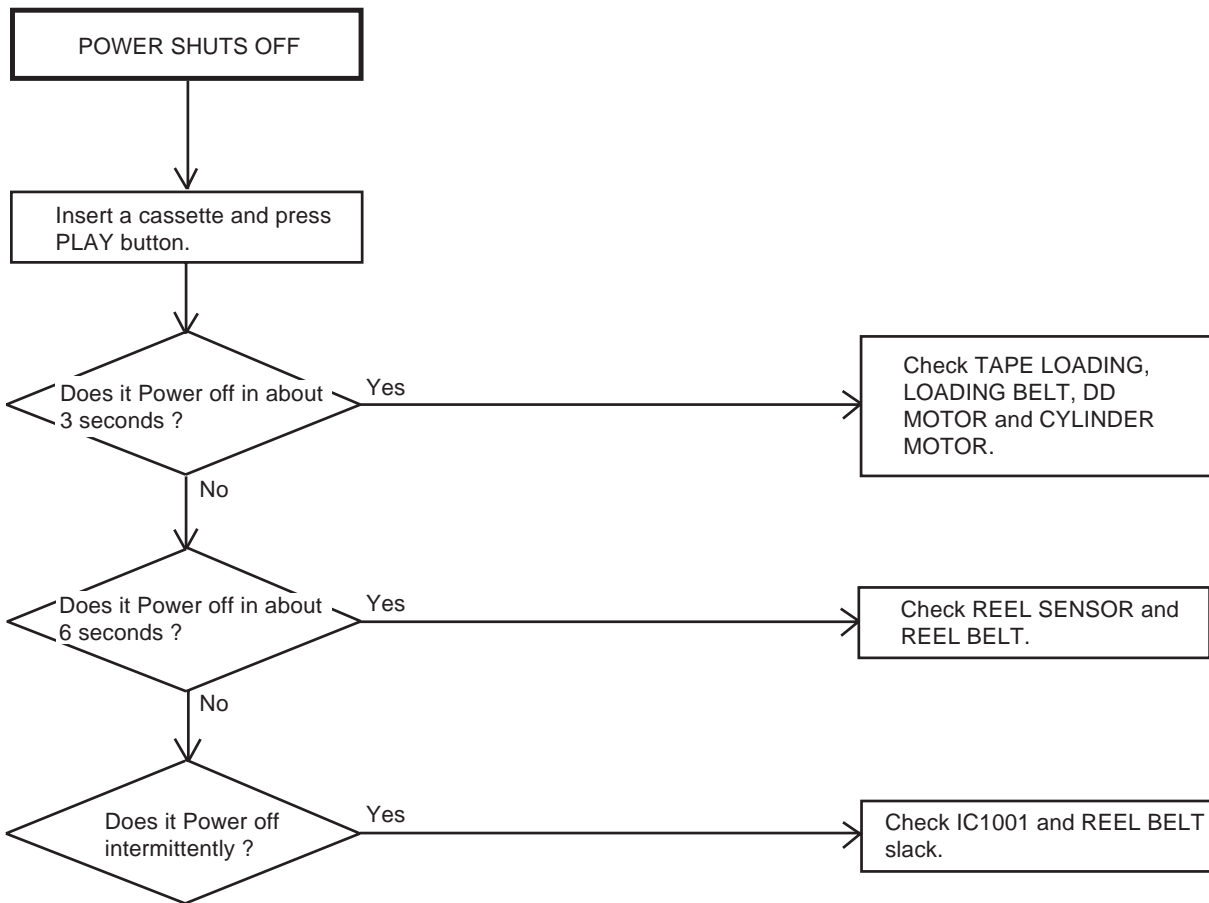 POWER SHUTS OFF
Insert a cassette and press
PLAY button.
Does it Power off in about
3 seconds ?
Yes
Check TAPE LOADING,
LOADING BELT, DD
MOTOR and CYLINDER
MOTOR.
No
Does it Power off in about
6 seconds ?
Yes
Check REEL SENSOR and
REEL BELT.
No
Does it Power off
intermittently ?
Yes
Check IC1001 and REEL BELT
slack.